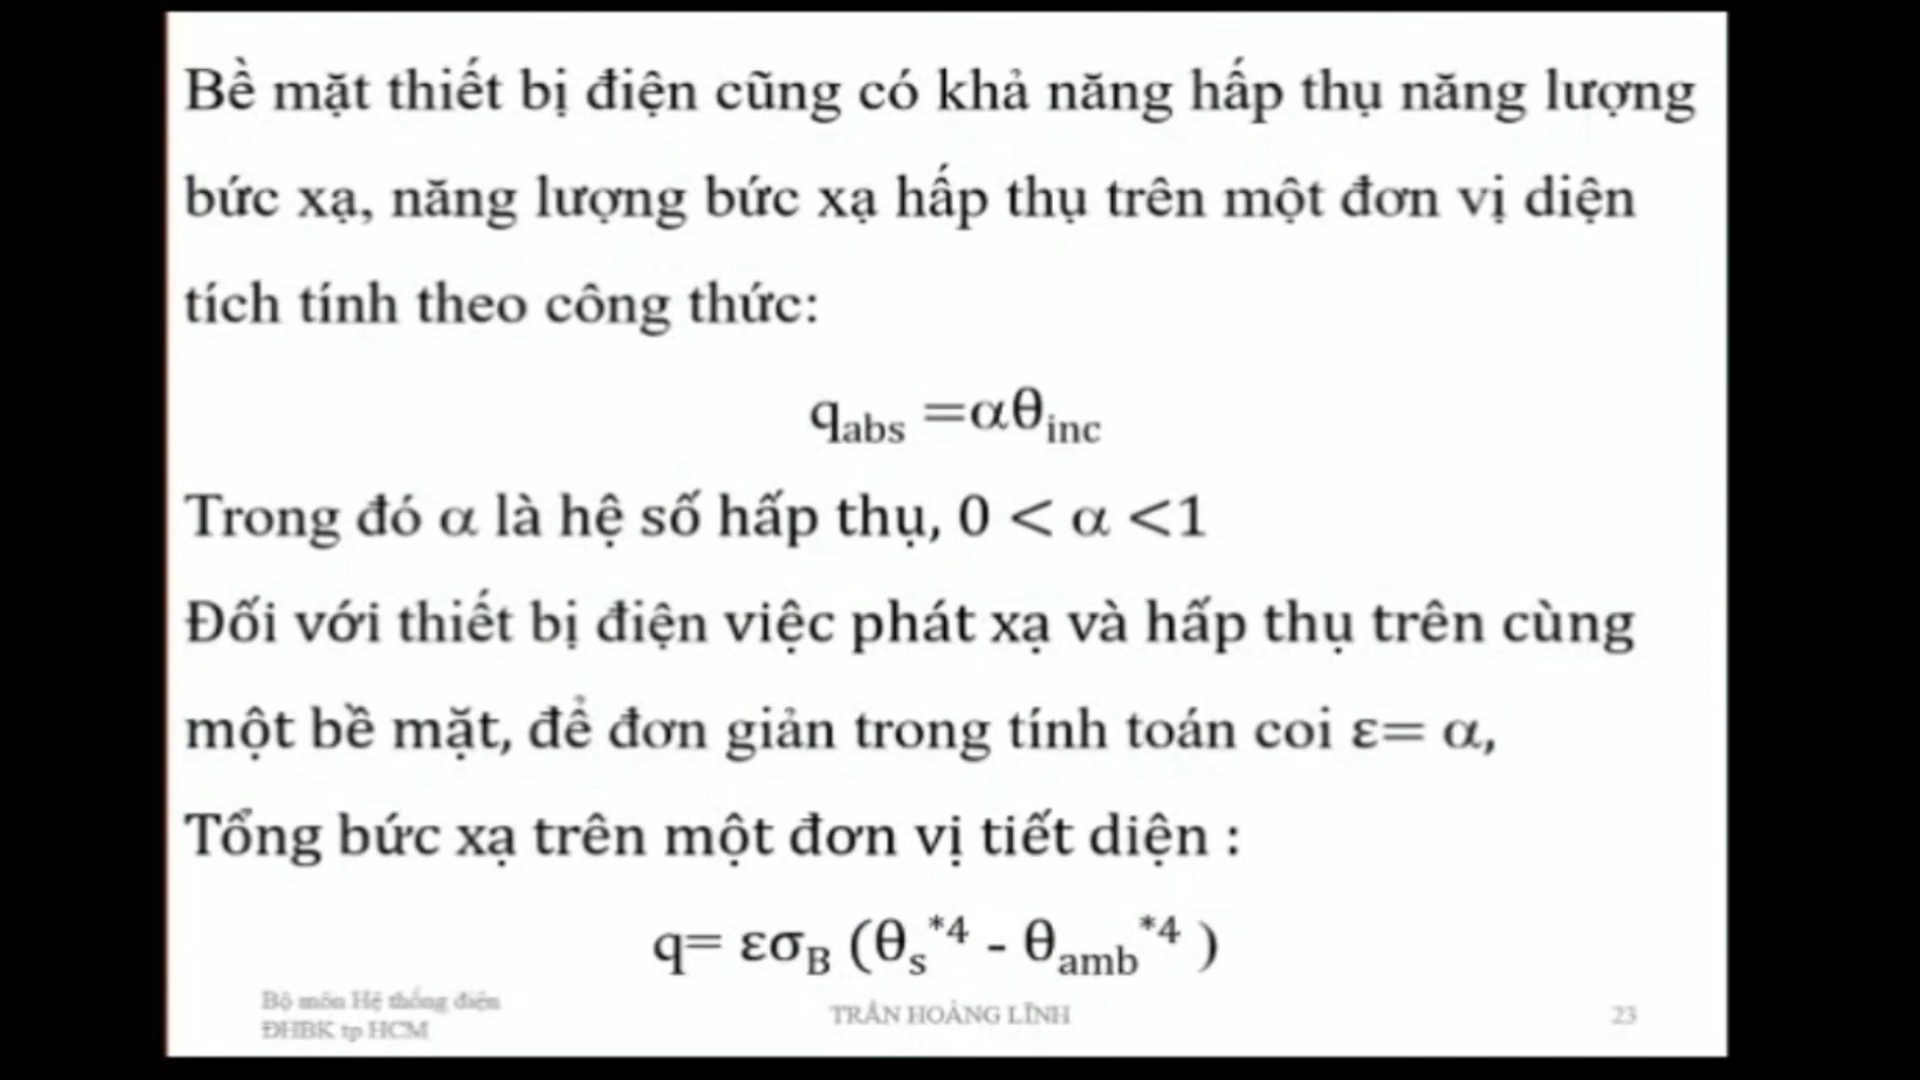 Bề mặt thiết bị điện cũng có khả năng hấp thụ năng lượng
bức xạ, năng lượng bức xạ hấp thụ trên một đơn vị diện
tích tính theo công thức:
qabs =αθinc
Trong đó α là hệ số hấp thụ, 0 < α <1
Đối với thiết bị điện việc phát xạ và hấp thụ trên cùng
một bề mặt, để đơn giản trong tính toán coi ε= α,
Tổng bức xạ trên một đơn vị tiết diện :
q= εσB (θs*4 - θamb*4 )
Bộ môn Hệ thống điện
ĐHBK tp HCM
TRẦN HOÀNG LĨNH
23